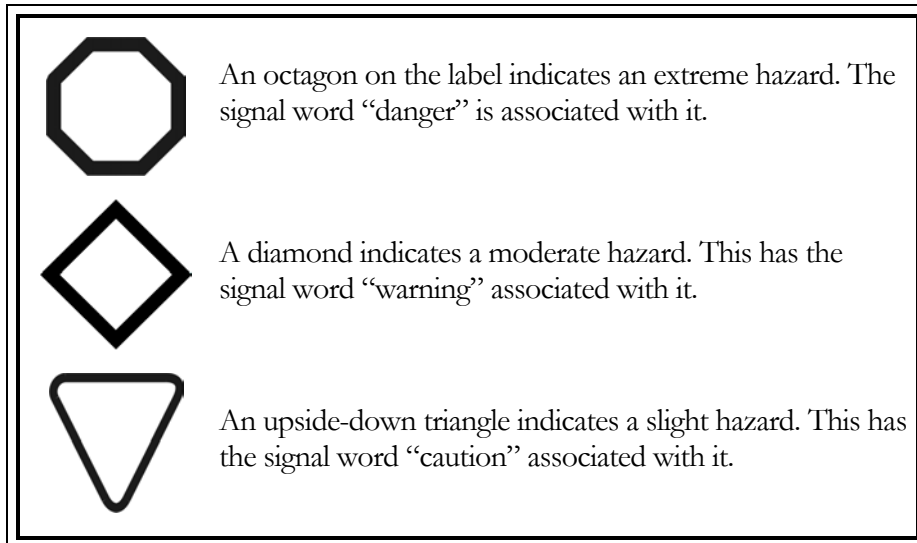 An octagon on the label indicates an extreme hazard. The
signal word “danger” is associated with it.
A diamond indicates a moderate hazard. This has the
signal word “warning” associated with it.
An upside-down triangle indicates a slight hazard. This has
the signal word “caution” associated with it.